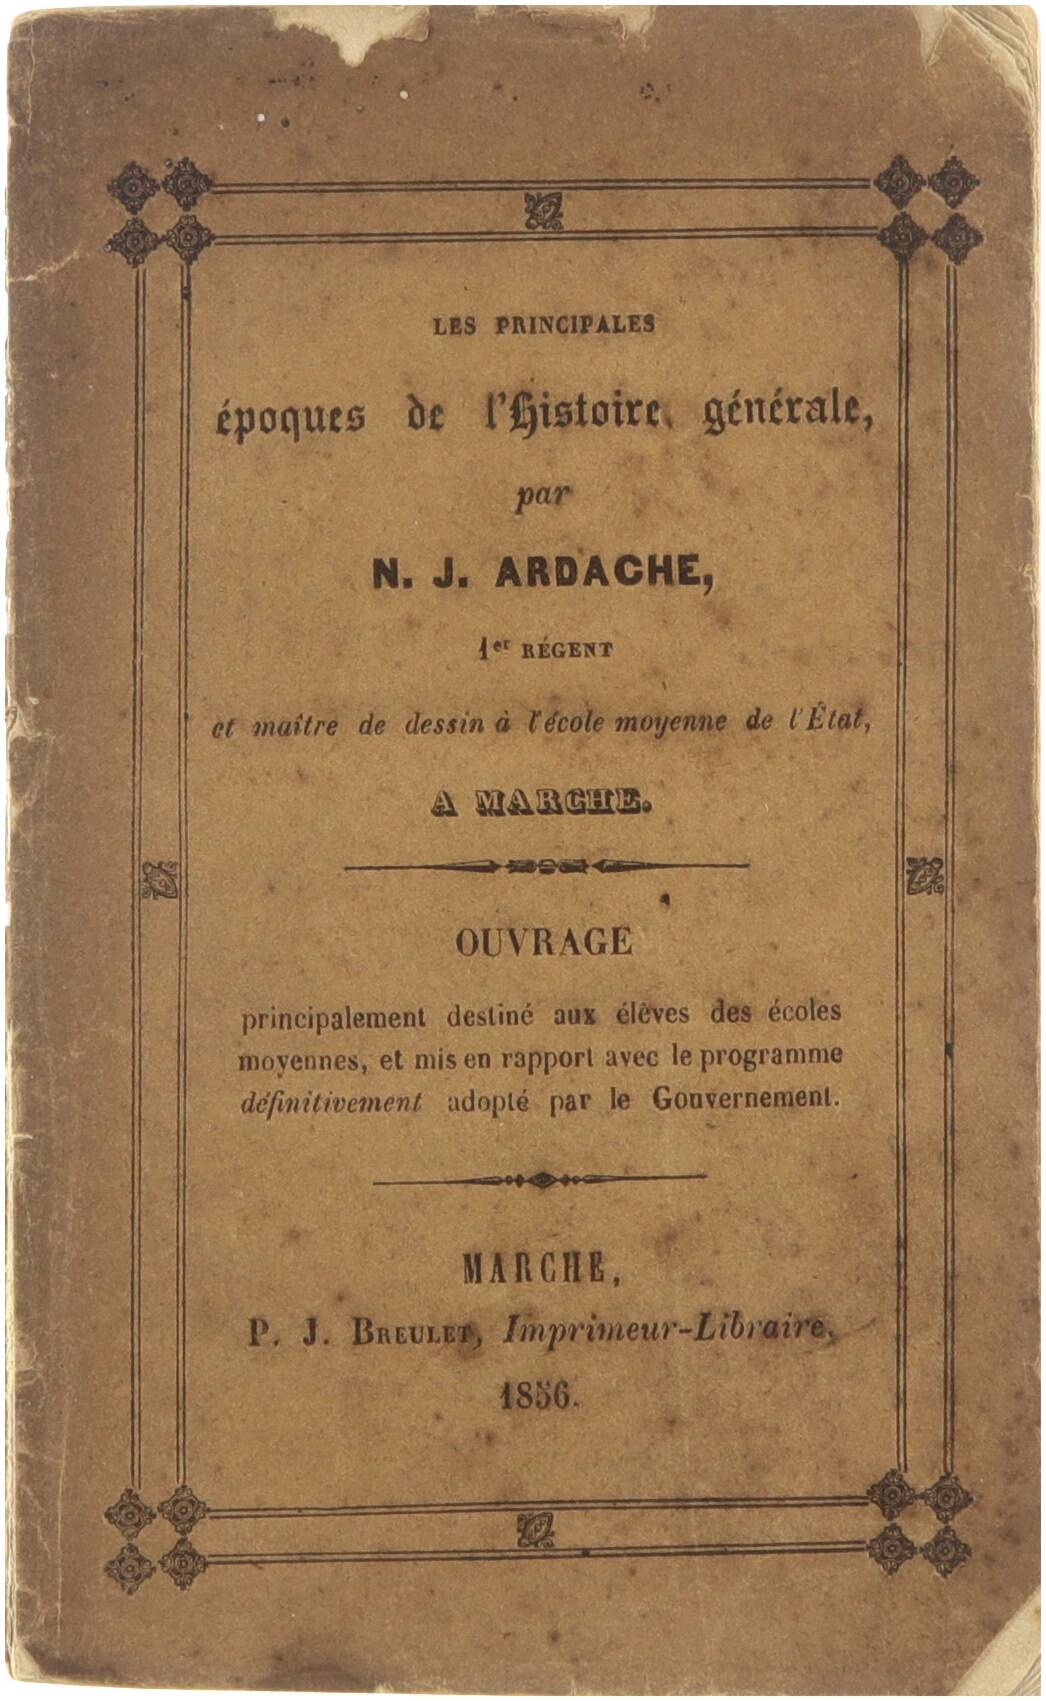 LES PRINCIPALES
époques de l'Histoire générale,
par
N. J. ARDACHE,
1er RÉGENT
et maître de dessin à l'école moyenne de l'État,
A MARCHE.
OUVRAGE
principalement destiné aux élèves des écoles
moyennes, et mis en rapport avec le programme
définitivement adopté par le Gouvernement.
MARCHE,
P. J. BREULET, Imprimeur-Libraire.
1856.